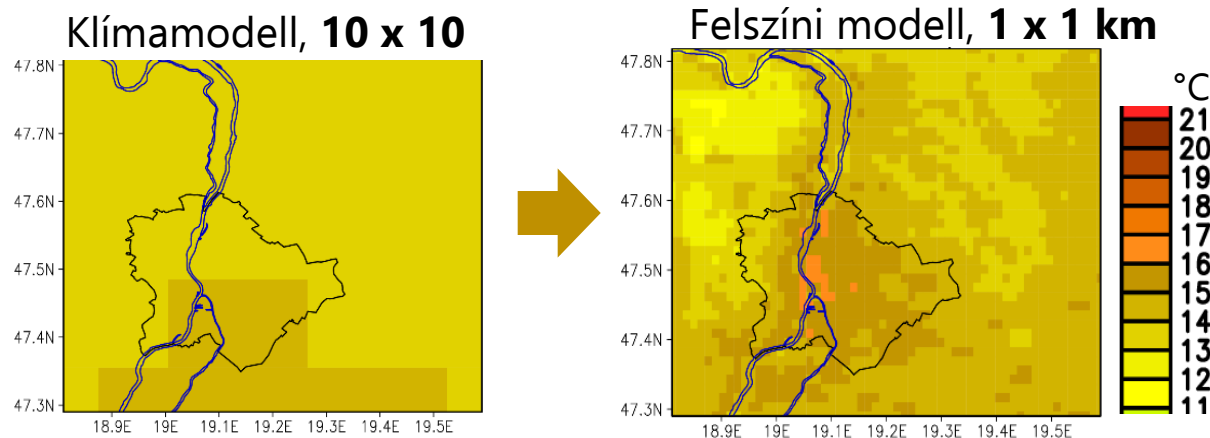 Klímamodell, 10 x 10
Felszíni modell, 1 x 1 km
47.8N
47.7N
47.6N
47.5N
47.4N
47.3N
18.9E 19E 19.1E 19.2E 19.3E 19.4E 19.5E
47.8N
47.7N
47.6N
47.5N
47.4N
47.3N
18.9E 19E 19.1E 19.2E 19.3E 19.4E 19.5E
°C
21
20
19
18
17
16
15
14
13
12
11